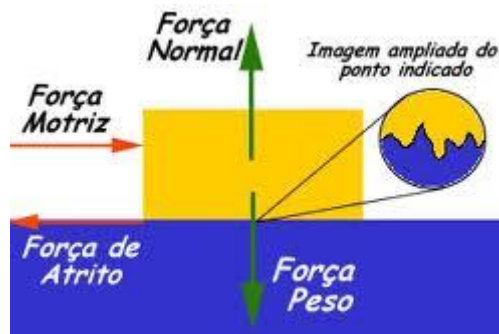 Força
Normal
Imagem ampliada do
ponto indicado
Força
Motriz
Força de
Atrito
Força
Peso